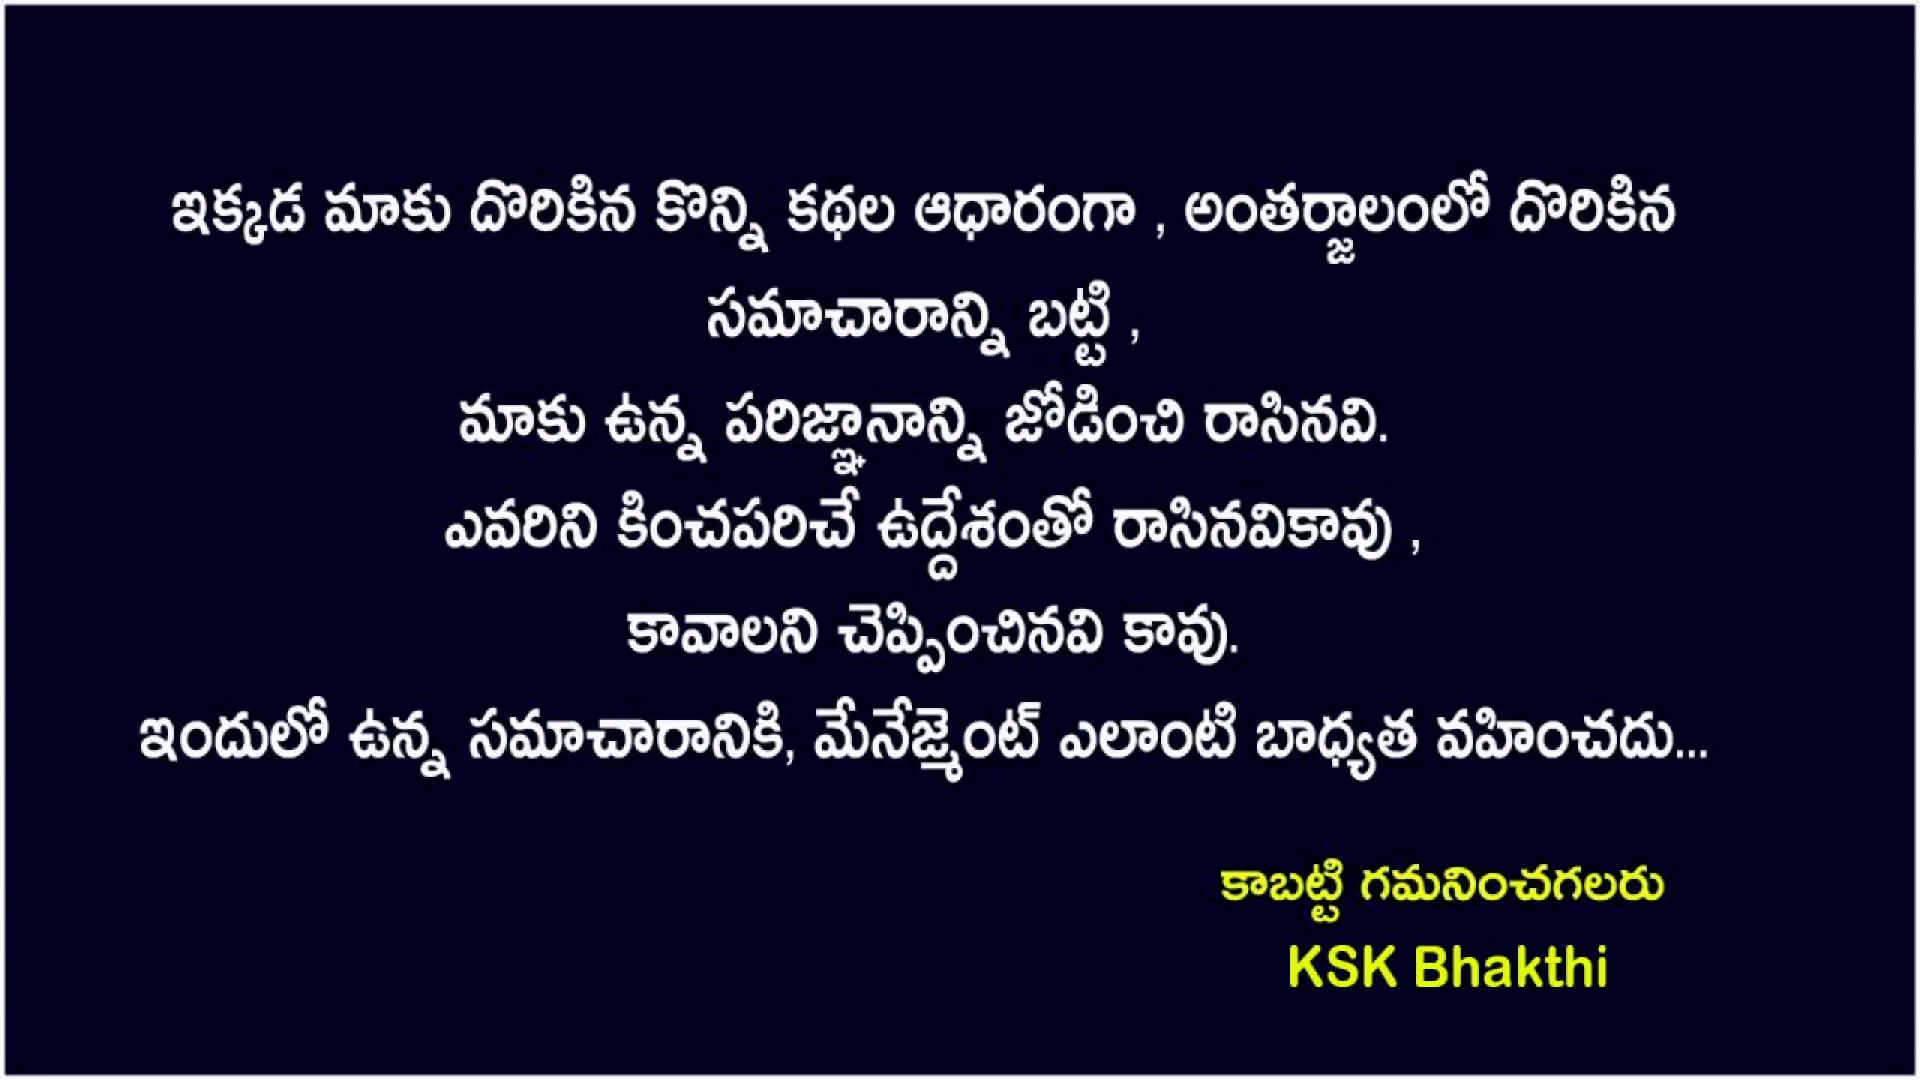 ఇక్కడ మాకు దొరికిన కొన్ని కథల ఆధారంగా , అంతర్జాలంలో దొరికిన
సమాచారాన్ని బట్టి ,
మాకు ఉన్న పరిజ్ఞానాన్ని జోడించి రాసినవి.
ఎవరిని కించపరిచే ఉద్దేశంతో రాసినవికావు ,
కావాలని చెప్పించినవి కావు.
ఇందులో ఉన్న సమాచారానికి, మేనేజ్మెంట్ ఎలాంటి బాధ్యత వహించదు...
కాబట్టి గమనించగలరు
KSK Bhakthi